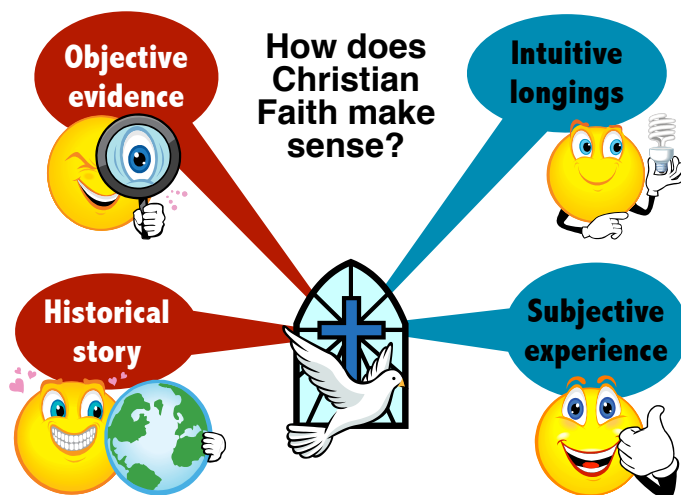 How does
Christian
Faith make
sense?
Objective
evidence
Intuitive
longings
Historical
story
Subjective
experience